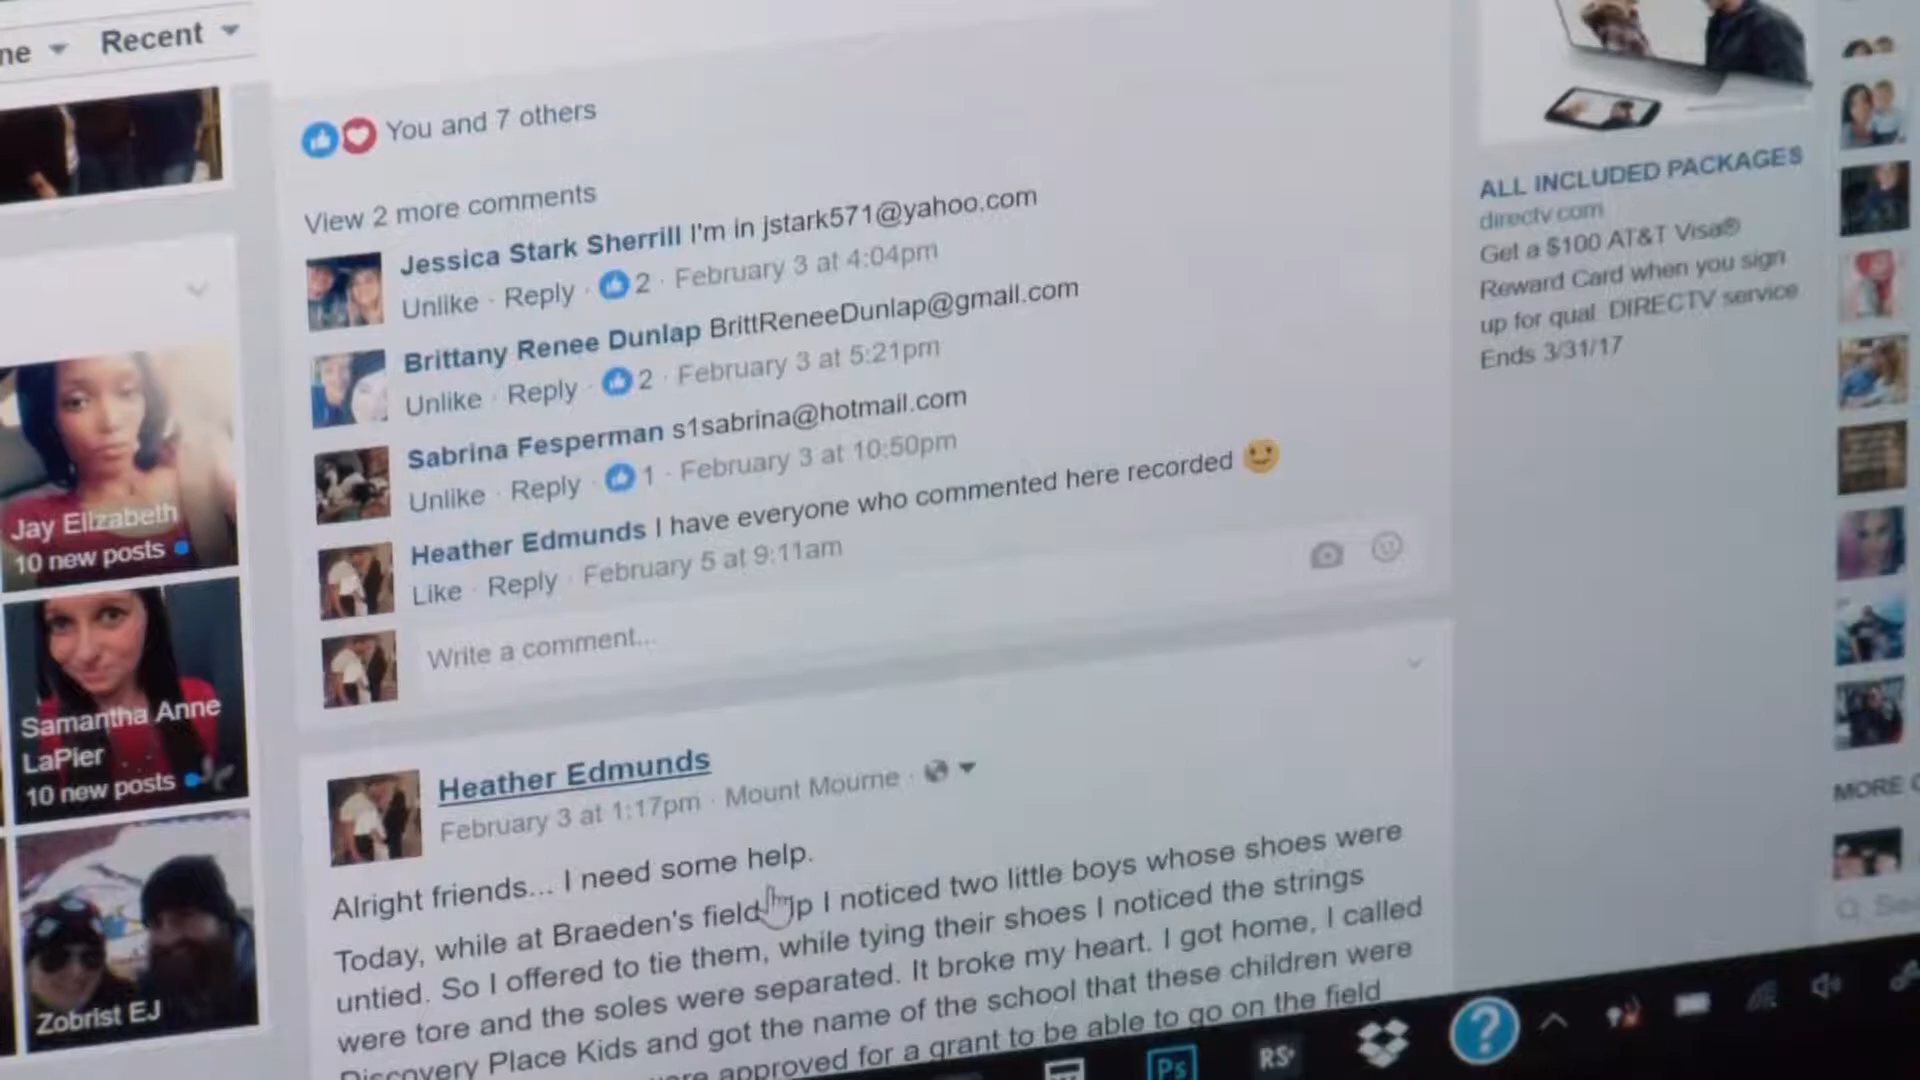 ne
Recent
You and 7 others
View 2 more comments
Jessica Stark Sherrill I'm in jstark571@yahoo.com
Unlike · Reply · 2 · February 3 at 4:04pm
Brittany Renee Dunlap BrittReneeDunlap@gmail.com
Unlike · Reply · 2 · February 3 at 5:21pm
Sabrina Fesperman s1sabrina@hotmail.com
Unlike · Reply · 1 · February 3 at 10:50pm
Heather Edmunds I have everyone who commented here recorded
Like · Reply · February 5 at 9:11am
Write a comment...
Heather Edmunds
February 3 at 1:17pm · Mount Mourne ·
Alright friends... I need some help.
Today, while at Braeden's field I noticed two little boys whose shoes were
untied. So I offered to tie them, while tying their shoes I noticed the strings
were tore and the soles were separated. It broke my heart. I got home, I called
Discovery Place Kids and got the name of the school that these children were
approved for a grant to be able to go on the field
Jay Elizabeth
10 new posts
Samantha Anne
LaPier
10 new posts
Zobrist EJ
ALL INCLUDED PACKAGES
directv.com
Get a $100 AT&T Visa®
Reward Card when you sign
up for qual. DIRECTV service
Ends 3/31/17
MORE
Ps
RS
?